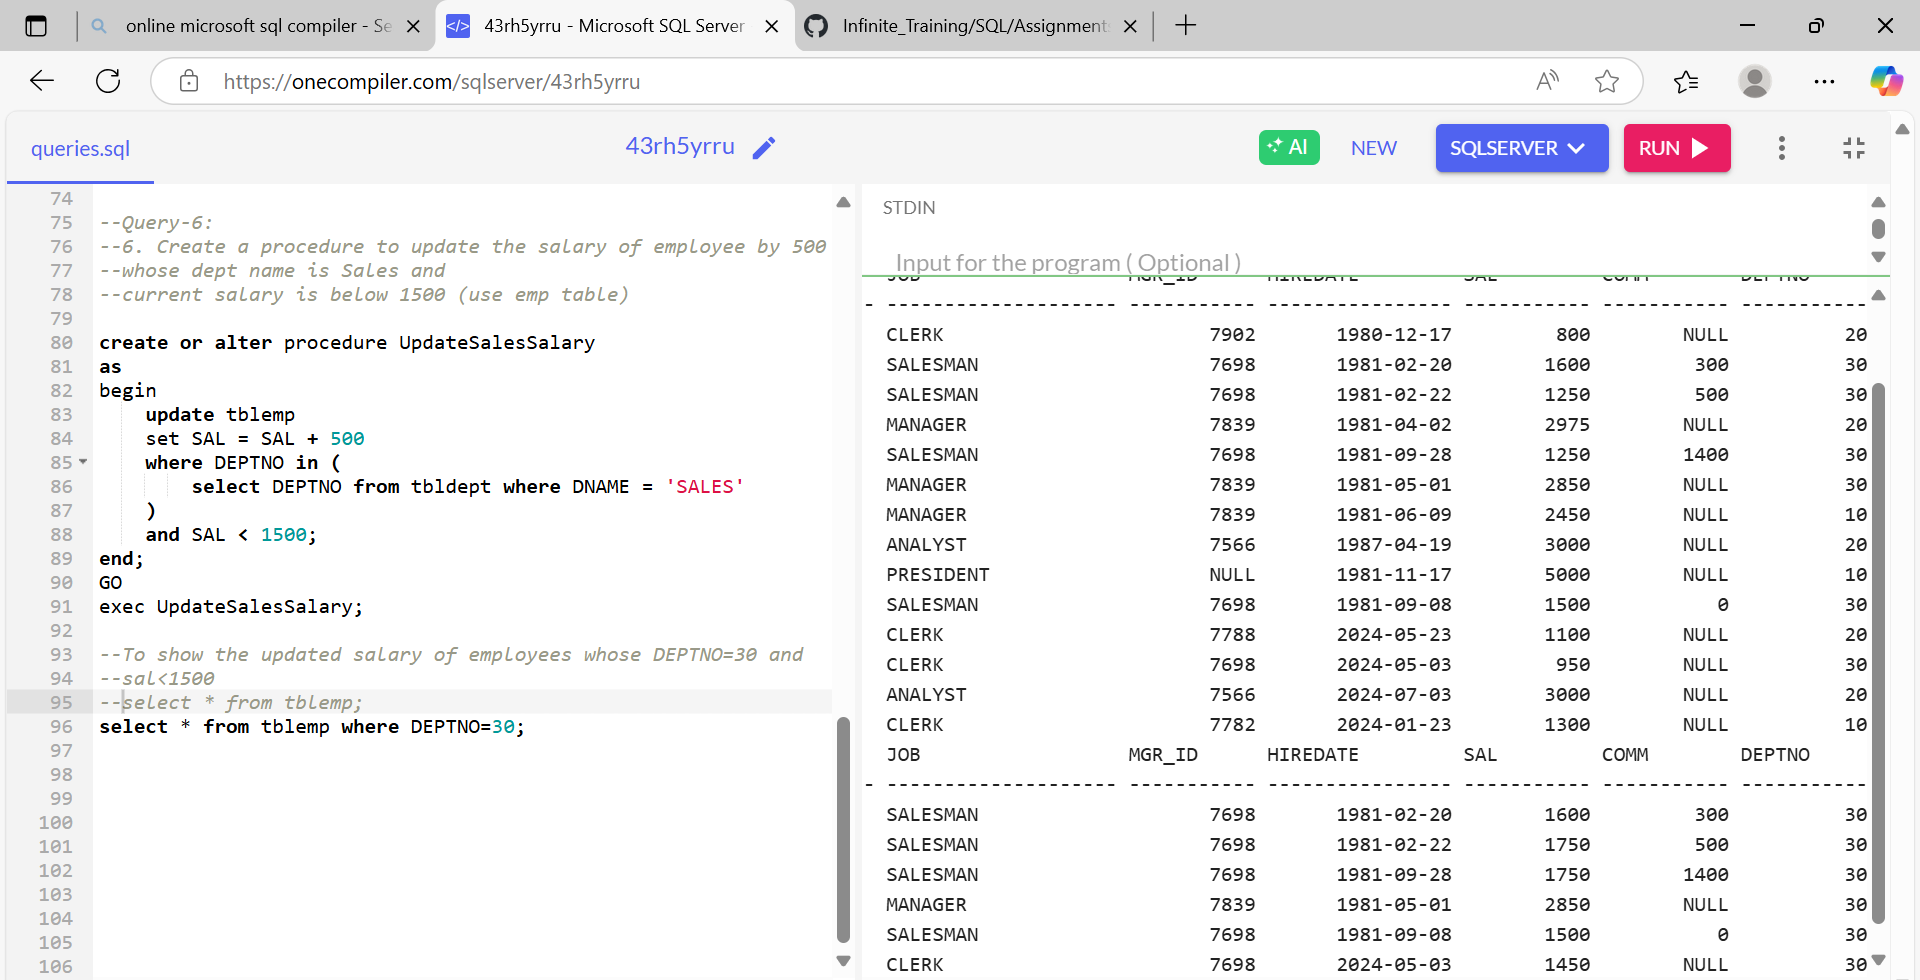 online microsoft sql compiler - Se
43rh5yrru - Microsoft SQL Server
Infinite_Training/SQL/Assignment
https://onecompiler.com/sqlserver/43rh5yrru
queries.sql
43rh5yrru
AI
NEW
SQLSERVER
RUN
74
75 --Query-6:
76 --6. Create a procedure to update the salary of employee by 500
77 --whose dept name is Sales and
78 --current salary is below 1500 (use emp table)
79
80 create or alter procedure UpdateSalesSalary
81 as
82 begin
83 update tblemp
84 set SAL = SAL + 500
85 where DEPTNO in (
86 select DEPTNO from tbldept where DNAME = 'SALES'
87 )
88 and SAL < 1500;
89 end;
90 GO
91 exec UpdateSalesSalary;
92
93 --To show the updated salary of employees whose DEPTNO=30 and
94 --sal<1500
95 --select * from tblemp;
96 select * from tblemp where DEPTNO=30;
97
98
99
100
101
102
103
104
105
106
STDIN
Input for the program ( Optional )
JOB MGR_ID HIREDATE SAL COMM DEPTNO
- -------------------- ----------- ---------------- ----------- ----------- -----------
CLERK 7902 1980-12-17 800 NULL 20
SALESMAN 7698 1981-02-20 1600 300 30
SALESMAN 7698 1981-02-22 1250 500 30
MANAGER 7839 1981-04-02 2975 NULL 20
SALESMAN 7698 1981-09-28 1250 1400 30
MANAGER 7839 1981-05-01 2850 NULL 30
MANAGER 7839 1981-06-09 2450 NULL 10
ANALYST 7566 1987-04-19 3000 NULL 20
PRESIDENT NULL 1981-11-17 5000 NULL 10
SALESMAN 7698 1981-09-08 1500 0 30
CLERK 7788 2024-05-23 1100 NULL 20
CLERK 7698 2024-05-03 950 NULL 30
ANALYST 7566 2024-07-03 3000 NULL 20
CLERK 7782 2024-01-23 1300 NULL 10
JOB MGR_ID HIREDATE SAL COMM DEPTNO
- -------------------- ----------- ---------------- ----------- ----------- -----------
SALESMAN 7698 1981-02-20 1600 300 30
SALESMAN 7698 1981-02-22 1750 500 30
SALESMAN 7698 1981-09-28 1750 1400 30
MANAGER 7839 1981-05-01 2850 NULL 30
SALESMAN 7698 1981-09-08 1500 0 30
CLERK 7698 2024-05-03 1450 NULL 30